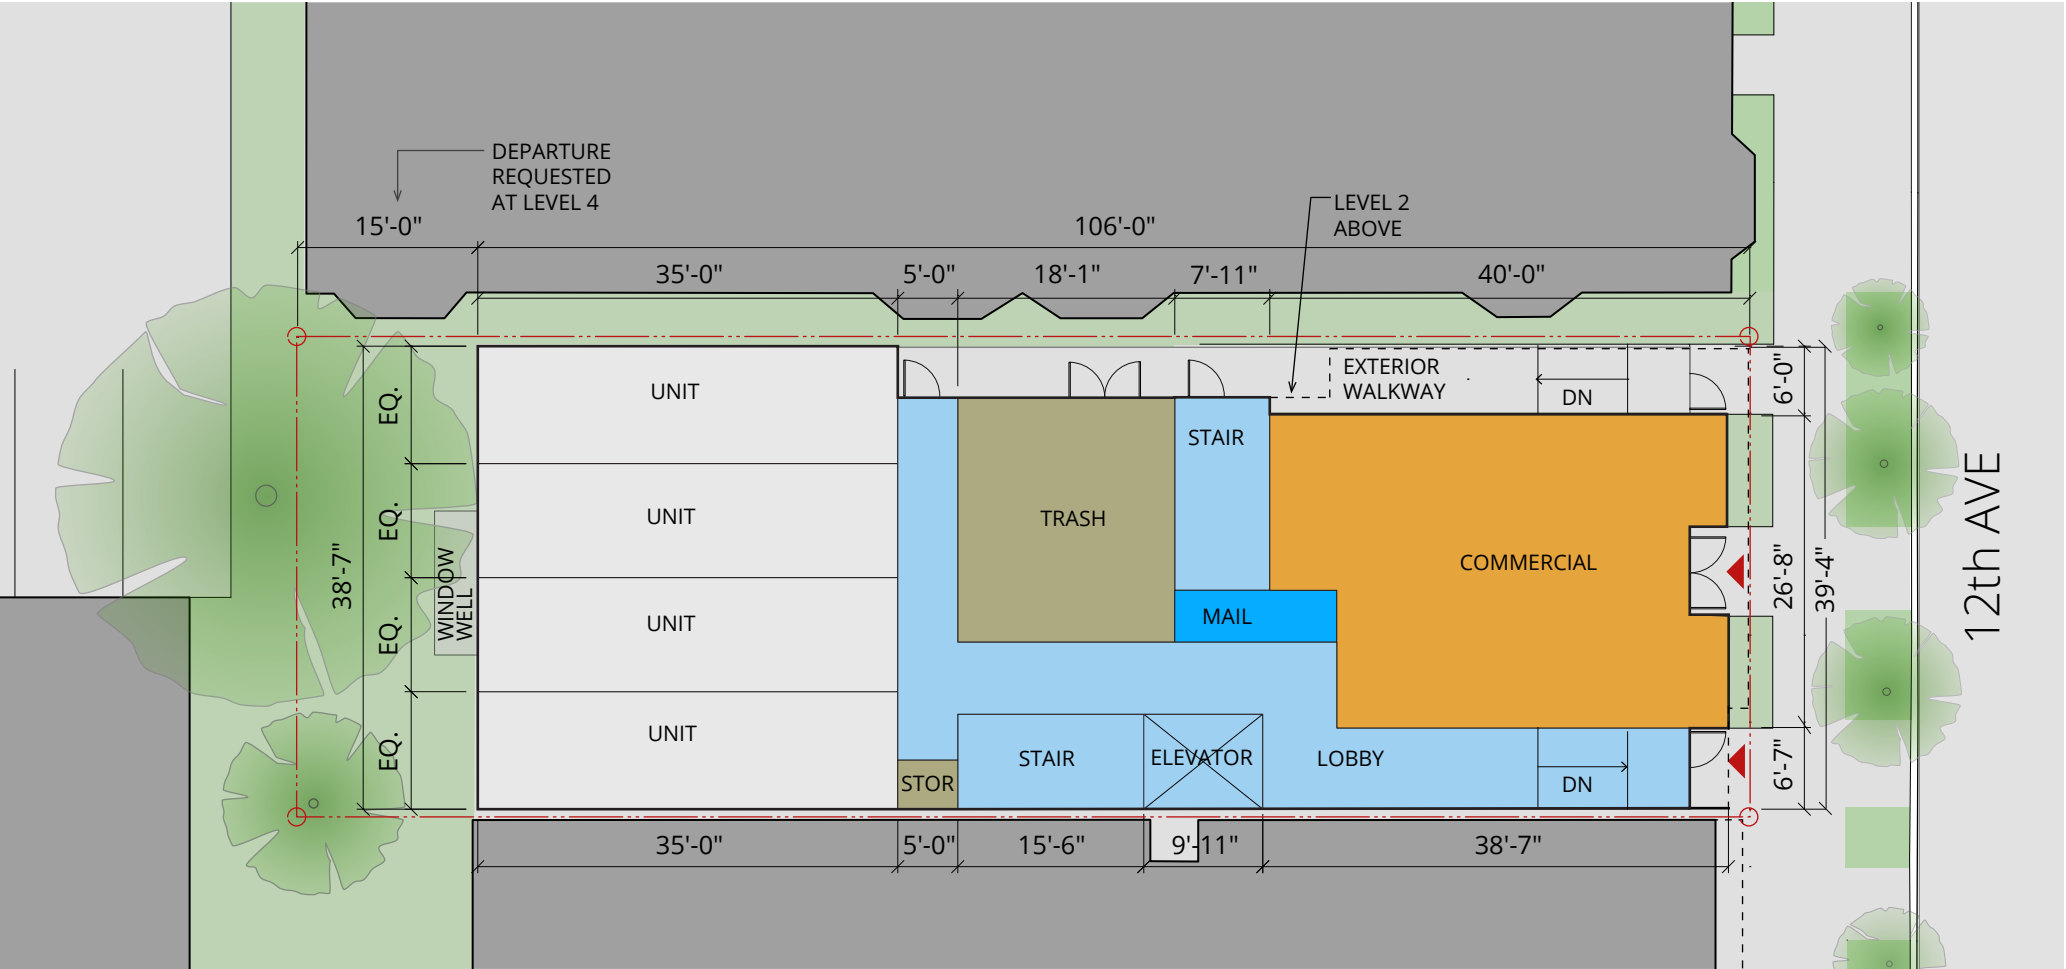 DEPARTURE
REQUESTED
AT LEVEL 4
LEVEL 2
ABOVE
15'-0"
106'-0"
35'-0"
5'-0"
18'-1"
7'-11"
40'-0"
EXTERIOR
WALKWAY
DN
6'-0"
UNIT
EQ.
STAIR
UNIT
EQ.
TRASH
COMMERCIAL
38'-7"
WINDOW
WELL
26'-8"
39'-4"
12th AVE
UNIT
EQ.
MAIL
UNIT
EQ.
STOR
STAIR
ELEVATOR
LOBBY
DN
6'-7"
35'-0"
5'-0"
15'-6"
9'-11"
38'-7"